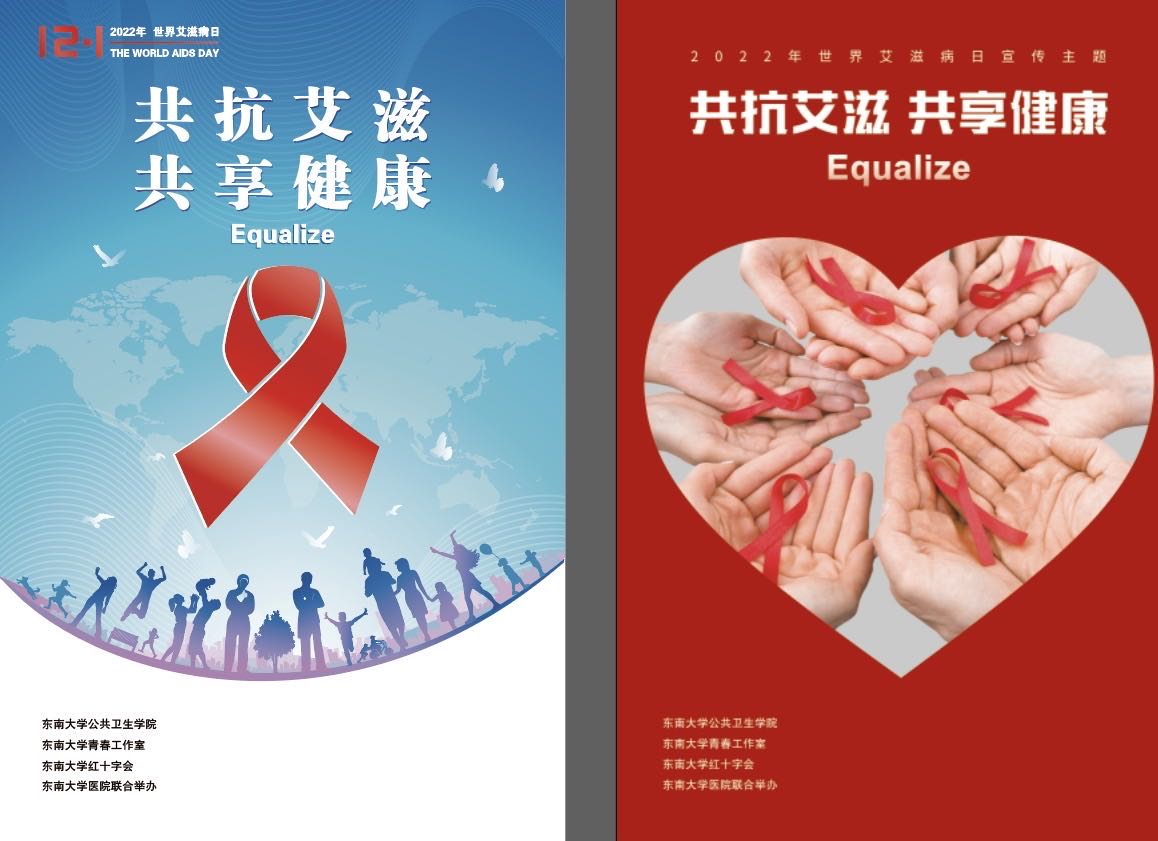 12·1
2022年 世界艾滋病日
THE WORLD AIDS DAY
共抗艾滋
共享健康
Equalize
东南大学公共卫生学院
东南大学青春工作室
东南大学红十字会
东南大学医院联合举办
2022年世界艾滋病日宣传主题
共抗艾滋 共享健康
Equalize
东南大学公共卫生学院
东南大学青春工作室
东南大学红十字会
东南大学医院联合举办